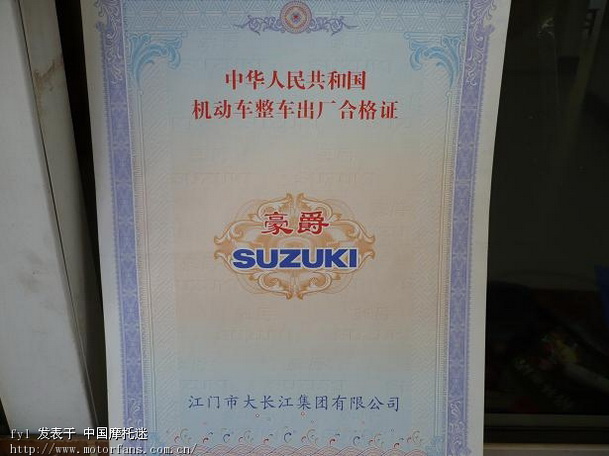 中华人民共和国
机动车整车出厂合格证
豪爵
SUZUKI
江门市大长江集团有限公司
fyl 发表于 中国摩托迷
http://www.motorfans.com.cn/